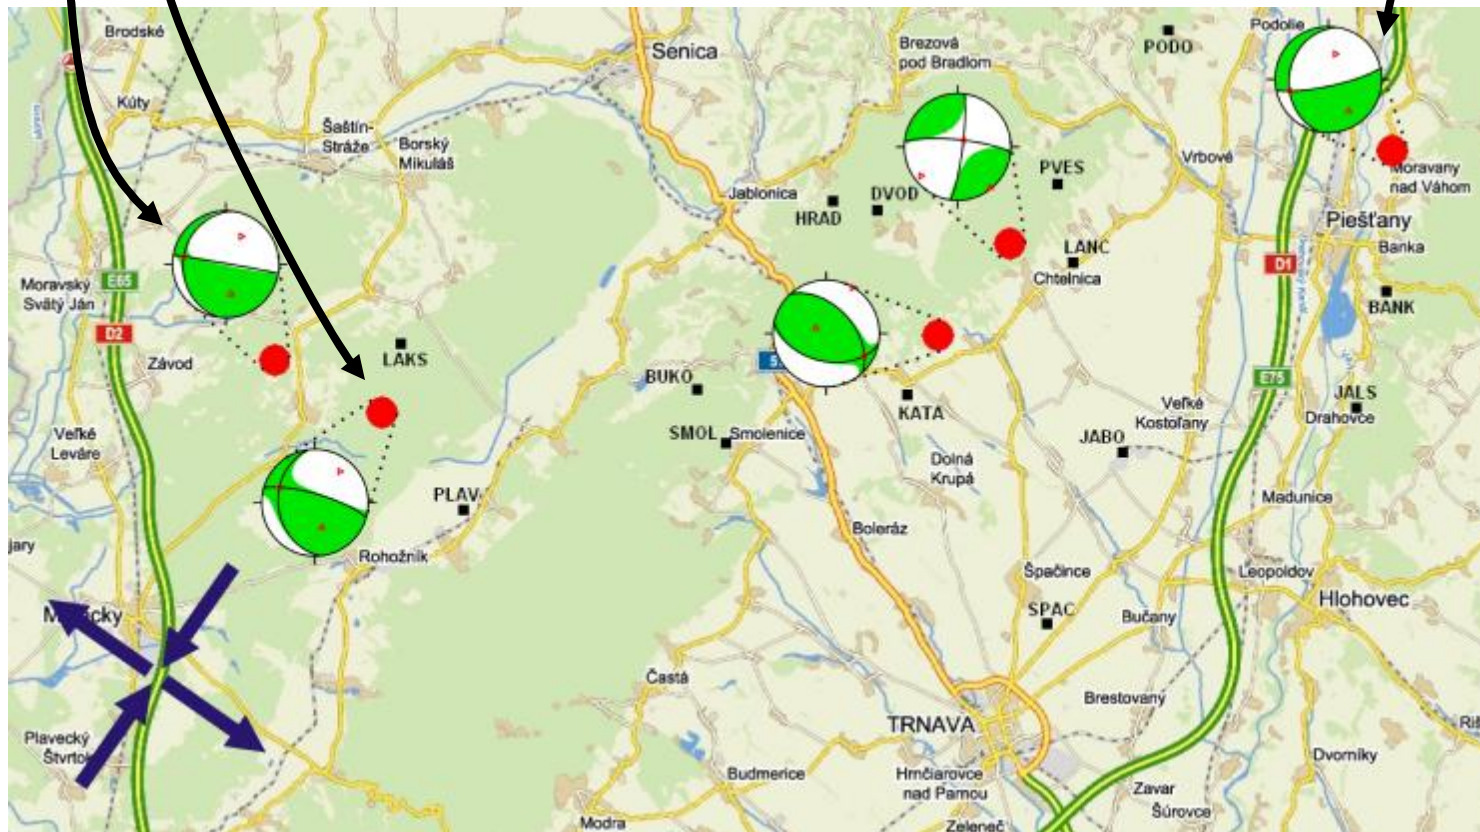 Brodské
Podolie
PODO
Senica
Brezová
pod Bradlom
Kúty
Šaštín-
Stráže
Borský
Mikuláš
Vrbové
Moravany
nad Váhom
PVES
Jablonica
HRAD
DVOD
Piešťany
LANC
Banka
Chtelnica
D1
E65
Moravský
Svätý Ján
BANK
D2
LAKS
Závod
BUKO
E75
KATA
JALS
Veľké
Kostoľany
Drahovce
Veľké
Leváre
SMOL
Smolenice
JABO
Dolná
Krupá
PLAV
Madunice
Boleráz
Rohožník
Špačince
Leopoldov
Hlohovec
SPAC
Bučany
Častá
Brestovany
TRNAVA
Plavecký
Dvorníky
Budmerice
Hrnčiarovce
nad Parnou
Zavar
Šúrovce
Modra
Zeleneč